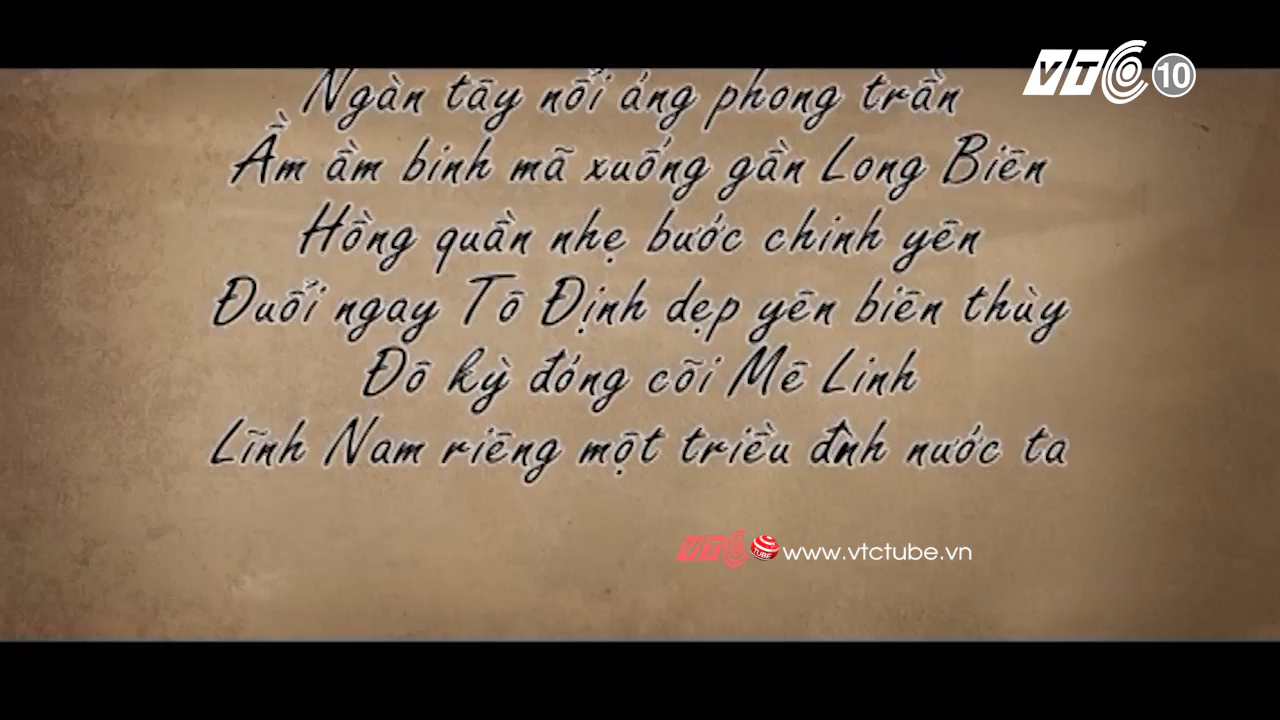 VTC 10
Ngàn tây nổi áng phong trần
Ầm ầm binh mã xuống gần Long Biên
Hồng quần nhẹ bước chinh yên
Đuổi ngay Tô Định dẹp yên biên thùy
Đô kỳ đóng cõi Mê Linh
Lĩnh Nam riêng một triều đình nước ta
VTC TUBE www.vtctube.vn